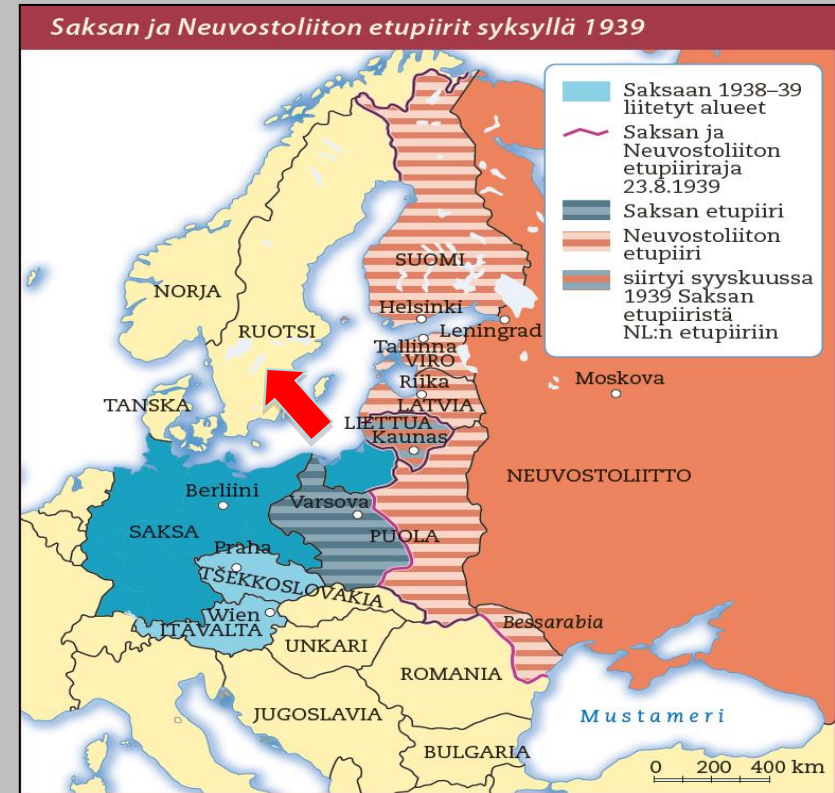 Saksan ja Neuvostoliiton etupiirit syksyllä 1939
Saksaan 1938–39
liitetyt alueet
Saksan ja
Neuvostoliiton
etupiiriraja
23.8.1939
Saksan etupiiri
Neuvostoliiton
etupiiri
siirtyi syyskuussa
1939 Saksan
etupiiristä
NL:n etupiiriin
SUOMI
NORJA
Helsinki
RUOTSI
Leningrad
Tallinna
VIRO
Riika
Moskova
TANSKA
LATVIA
LIETTUA
Kaunas
NEUVOSTOLIITTO
Berliini
Varsova
SAKSA
PUOLA
Praha
TŠEKKOSLOVAKIA
Wien
ITÄVALTA
Bessarabia
UNKARI
ROMANIA
JUGOSLAVIA
Mustameri
BULGARIA
0 200 400 km